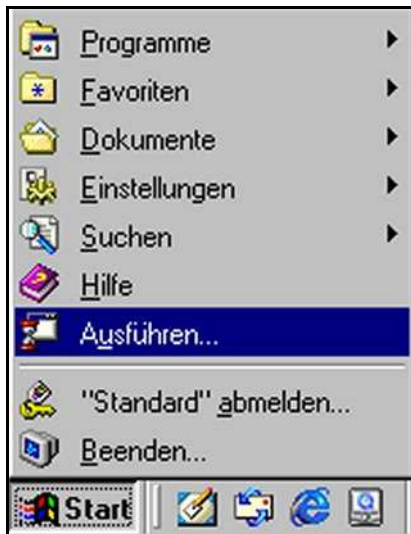 Programme
Favoriten
Dokumente
Einstellungen
Suchen
Hilfe
Ausführen...
"Standard" abmelden...
Beenden...
Start